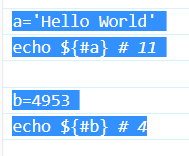 a='Hello World'
echo ${#a} # 11
b=4953
echo ${#b} # 4